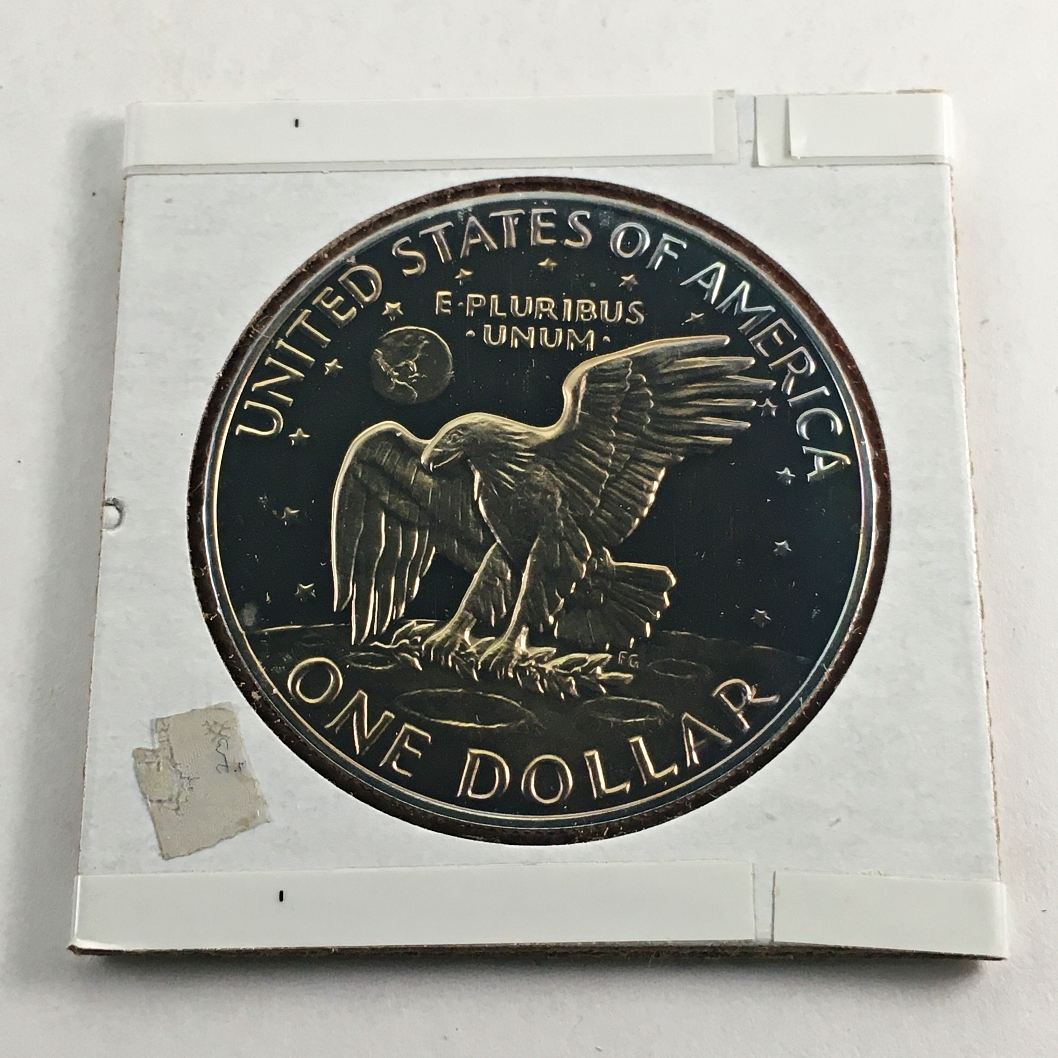 UNITED STATES OF AMERICA
E·PLURIBUS
·UNUM·
FG
ONE DOLLAR